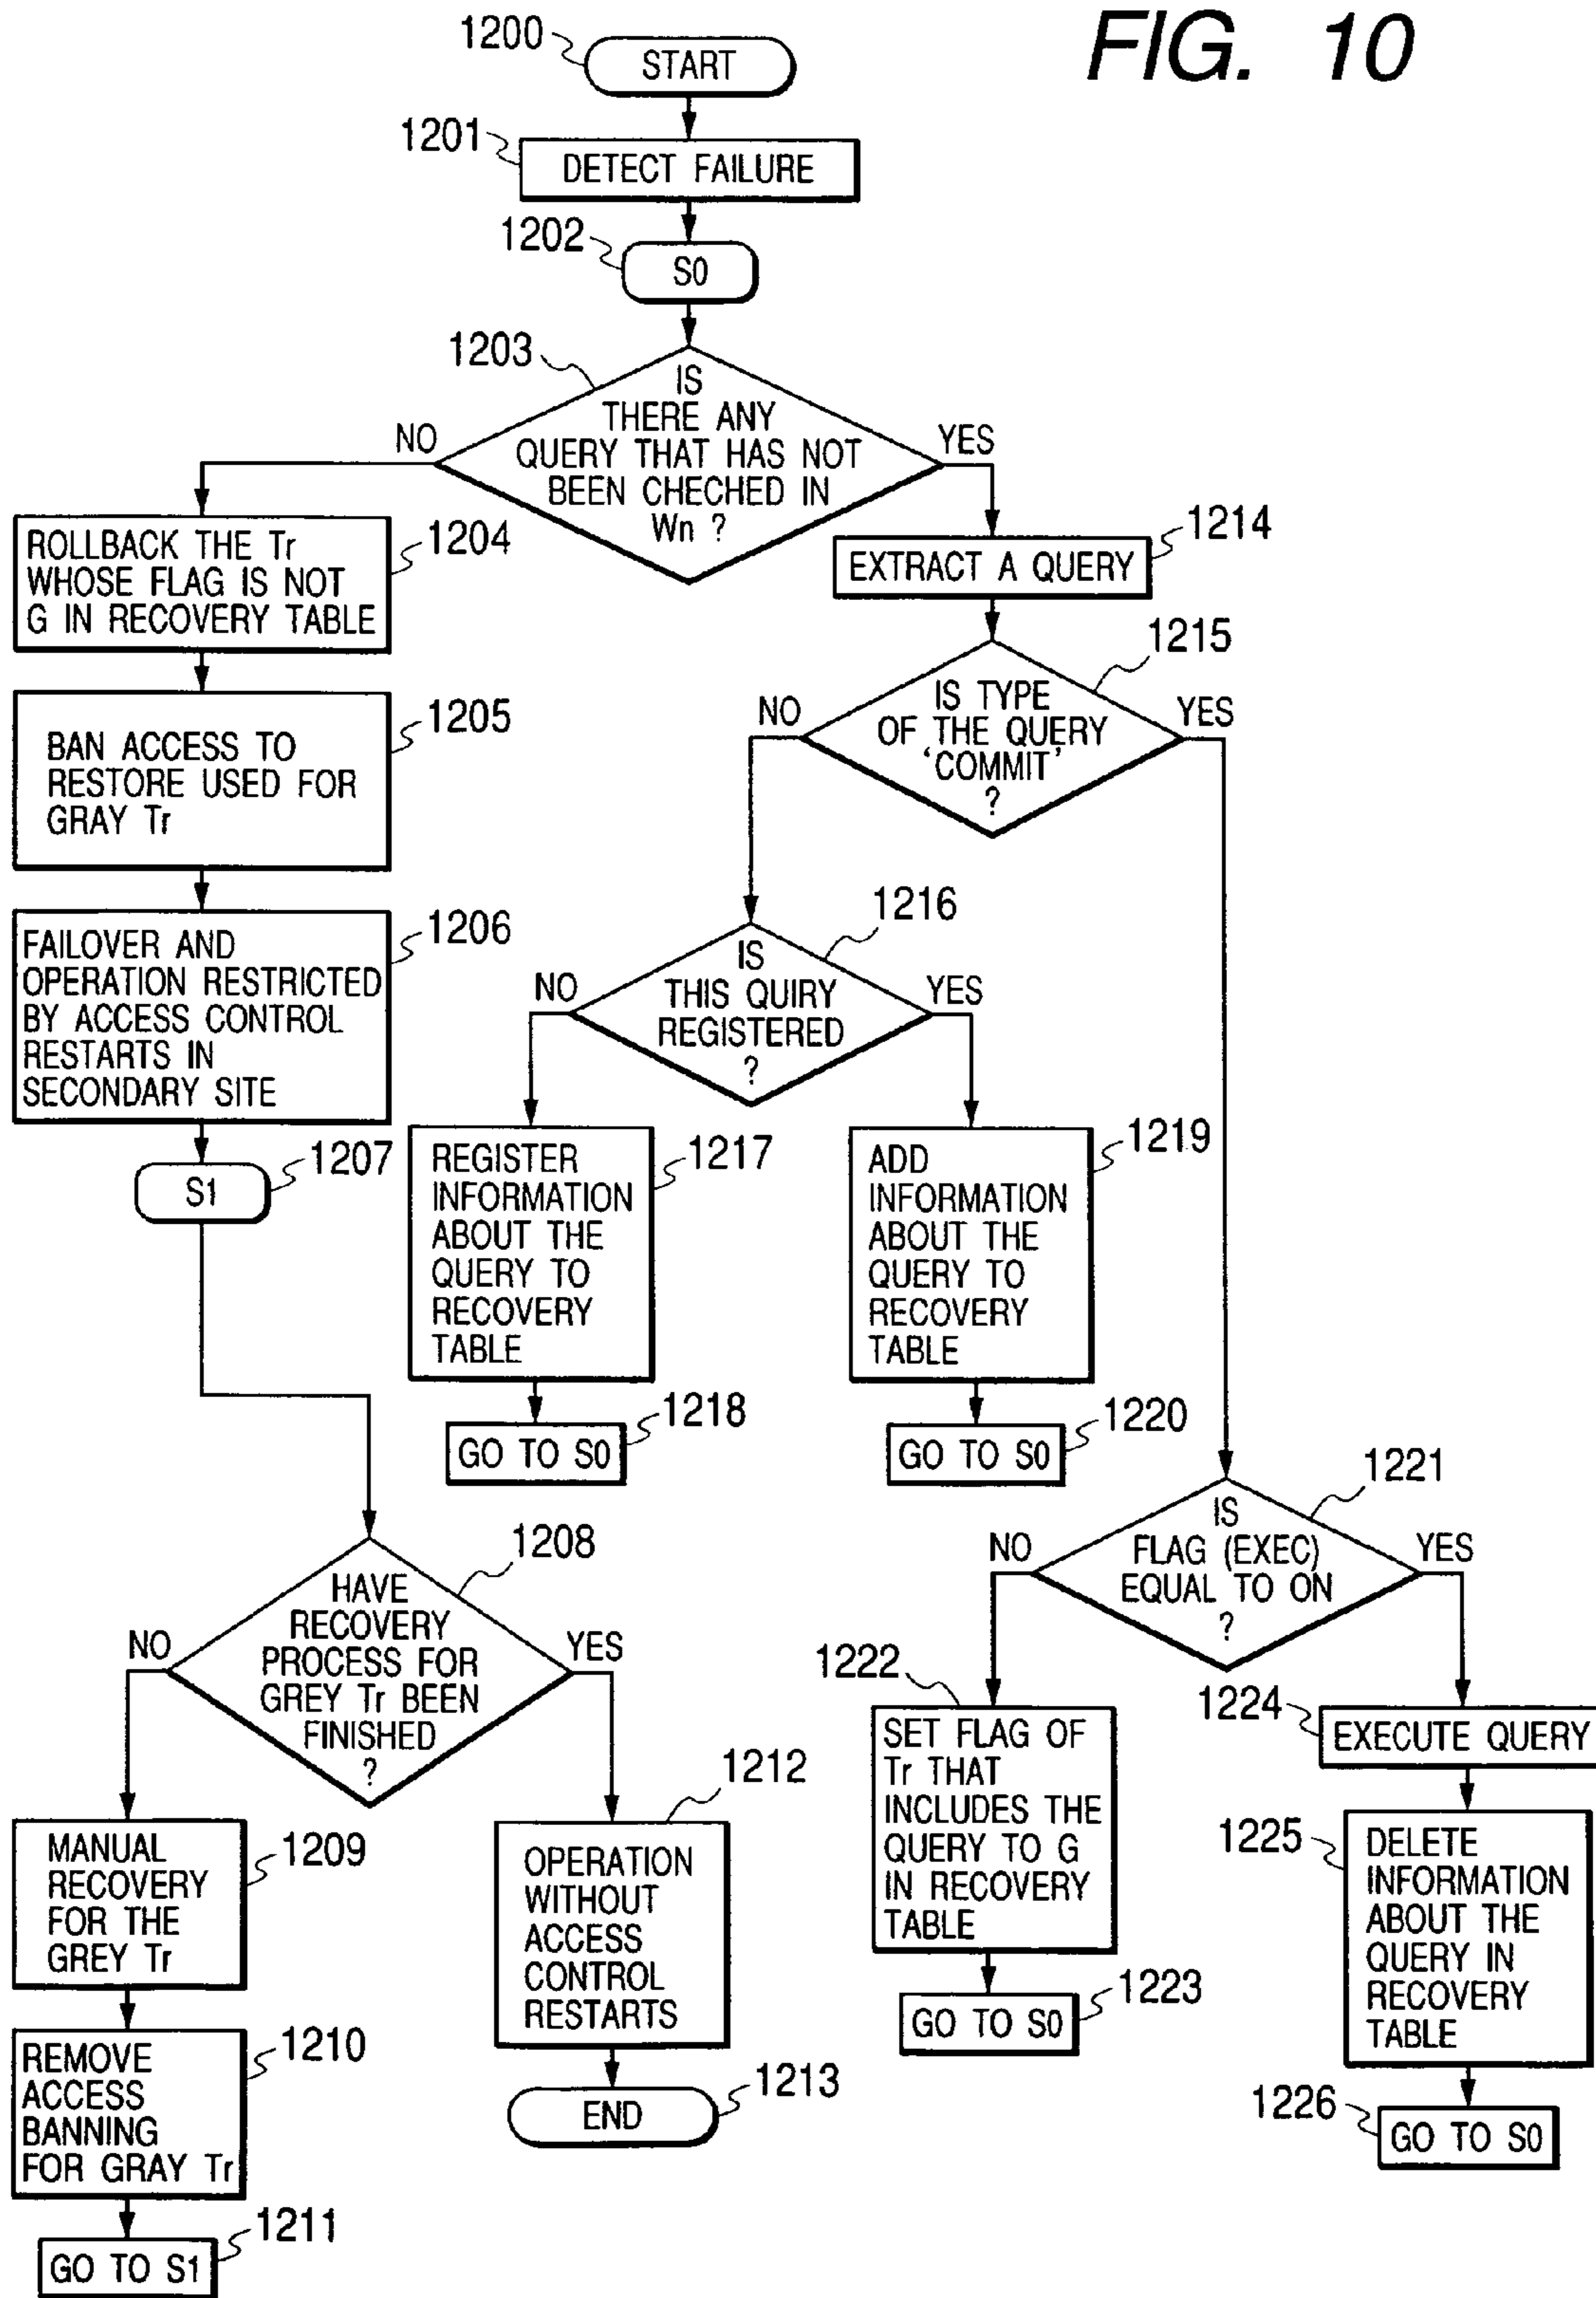 FIG. 10
1200
START
1201
DETECT FAILURE
1202
S0
1203
IS
THERE ANY
QUERY THAT HAS NOT
BEEN CHECHED IN
Wn ?
NO
YES
ROLLBACK THE Tr
WHOSE FLAG IS NOT
G IN RECOVERY TABLE
1204
1214
EXTRACT A QUERY
BAN ACCESS TO
RESTORE USED FOR
GRAY Tr
1205
1215
IS TYPE
OF THE QUERY
‘COMMIT’
?
NO
YES
FAILOVER AND
OPERATION RESTRICTED
BY ACCESS CONTROL
RESTARTS IN
SECONDARY SITE
1206
1216
IS
THIS QUIRY
REGISTERED
?
NO
YES
1207
S1
REGISTER
INFORMATION
ABOUT THE
QUERY TO
RECOVERY
TABLE
1217
ADD
INFORMATION
ABOUT THE
QUERY TO
RECOVERY
TABLE
1219
1218
GO TO S0
1220
GO TO S0
1221
IS
FLAG (EXEC)
EQUAL TO ON
?
NO
YES
1208
HAVE
RECOVERY
PROCESS FOR
GREY Tr BEEN
FINISHED
?
NO
YES
1222
SET FLAG OF
Tr THAT
INCLUDES THE
QUERY TO G
IN RECOVERY
TABLE
1224
EXECUTE QUERY
MANUAL
RECOVERY
FOR THE
GREY Tr
1209
1212
OPERATION
WITHOUT
ACCESS
CONTROL
RESTARTS
1225
DELETE
INFORMATION
ABOUT THE
QUERY IN
RECOVERY
TABLE
1223
GO TO S0
REMOVE
ACCESS
BANNING
FOR GRAY Tr
1210
1213
END
1226
GO TO S0
1211
GO TO S1